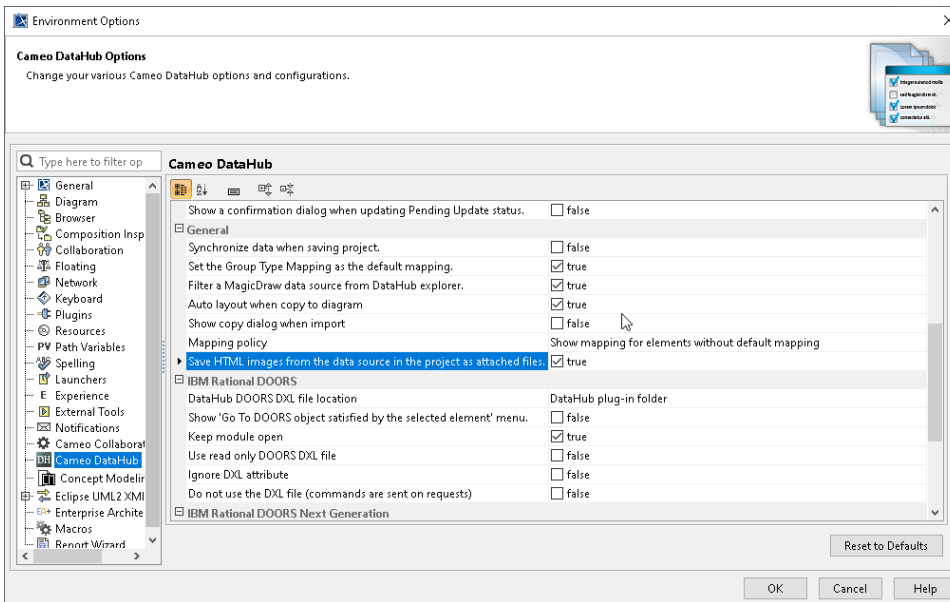 Environment Options
Cameo DataHub Options
Change your various Cameo DataHub options and configurations.
Type here to filter op
Cameo DataHub
General
Diagram
Browser
Composition Insp
Collaboration
Floating
Network
Keyboard
Plugins
Resources
PV Path Variables
Spelling
Launchers
E Experience
External Tools
Notifications
Cameo Collaborat
DH Cameo DataHub
Concept Modelin
Eclipse UML2 XMI
EA Enterprise Archite
Macros
Report Wizard
Show a confirmation dialog when updating Pending Update status. false
General
Synchronize data when saving project. false
Set the Group Type Mapping as the default mapping. true
Filter a MagicDraw data source from DataHub explorer. true
Auto layout when copy to diagram true
Show copy dialog when import false
Mapping policy Show mapping for elements without default mapping
Save HTML images from the data source in the project as attached files. true
IBM Rational DOORS
DataHub DOORS DXL file location DataHub plug-in folder
Show 'Go To DOORS object satisfied by the selected element' menu. false
Keep module open true
Use read only DOORS DXL file false
Ignore DXL attribute false
Do not use the DXL file (commands are sent on requests) false
IBM Rational DOORS Next Generation
Reset to Defaults
OK Cancel Help